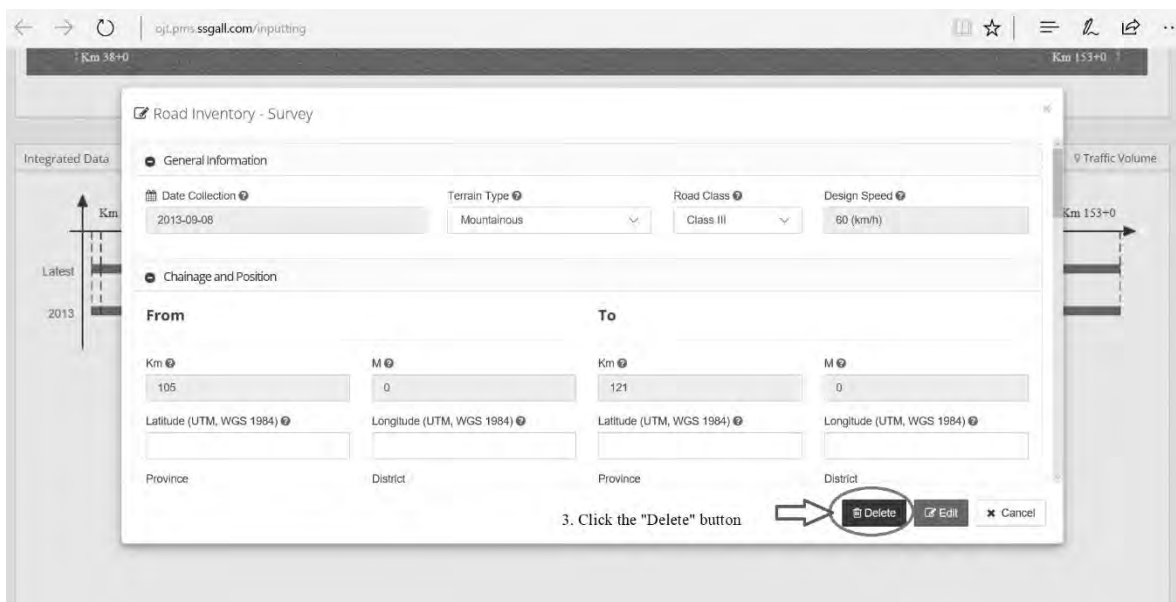 ojt.pms.ssgall.com/inputting
Km 38+0
Km 153+0
Road Inventory - Survey
Integrated Data
Traffic Volume
General Information
Date Collection
Terrain Type
Road Class
Design Speed
Km
2013-09-08
Mountainous
Class III
60 (km/h)
Km 153+0
Latest
Chainage and Position
2013
From
To
Km
M
Km
M
105
0
121
0
Latitude (UTM, WGS 1984)
Longitude (UTM, WGS 1984)
Latitude (UTM, WGS 1984)
Longitude (UTM, WGS 1984)
Province
District
Province
District
3. Click the "Delete" button
Delete
Edit
Cancel